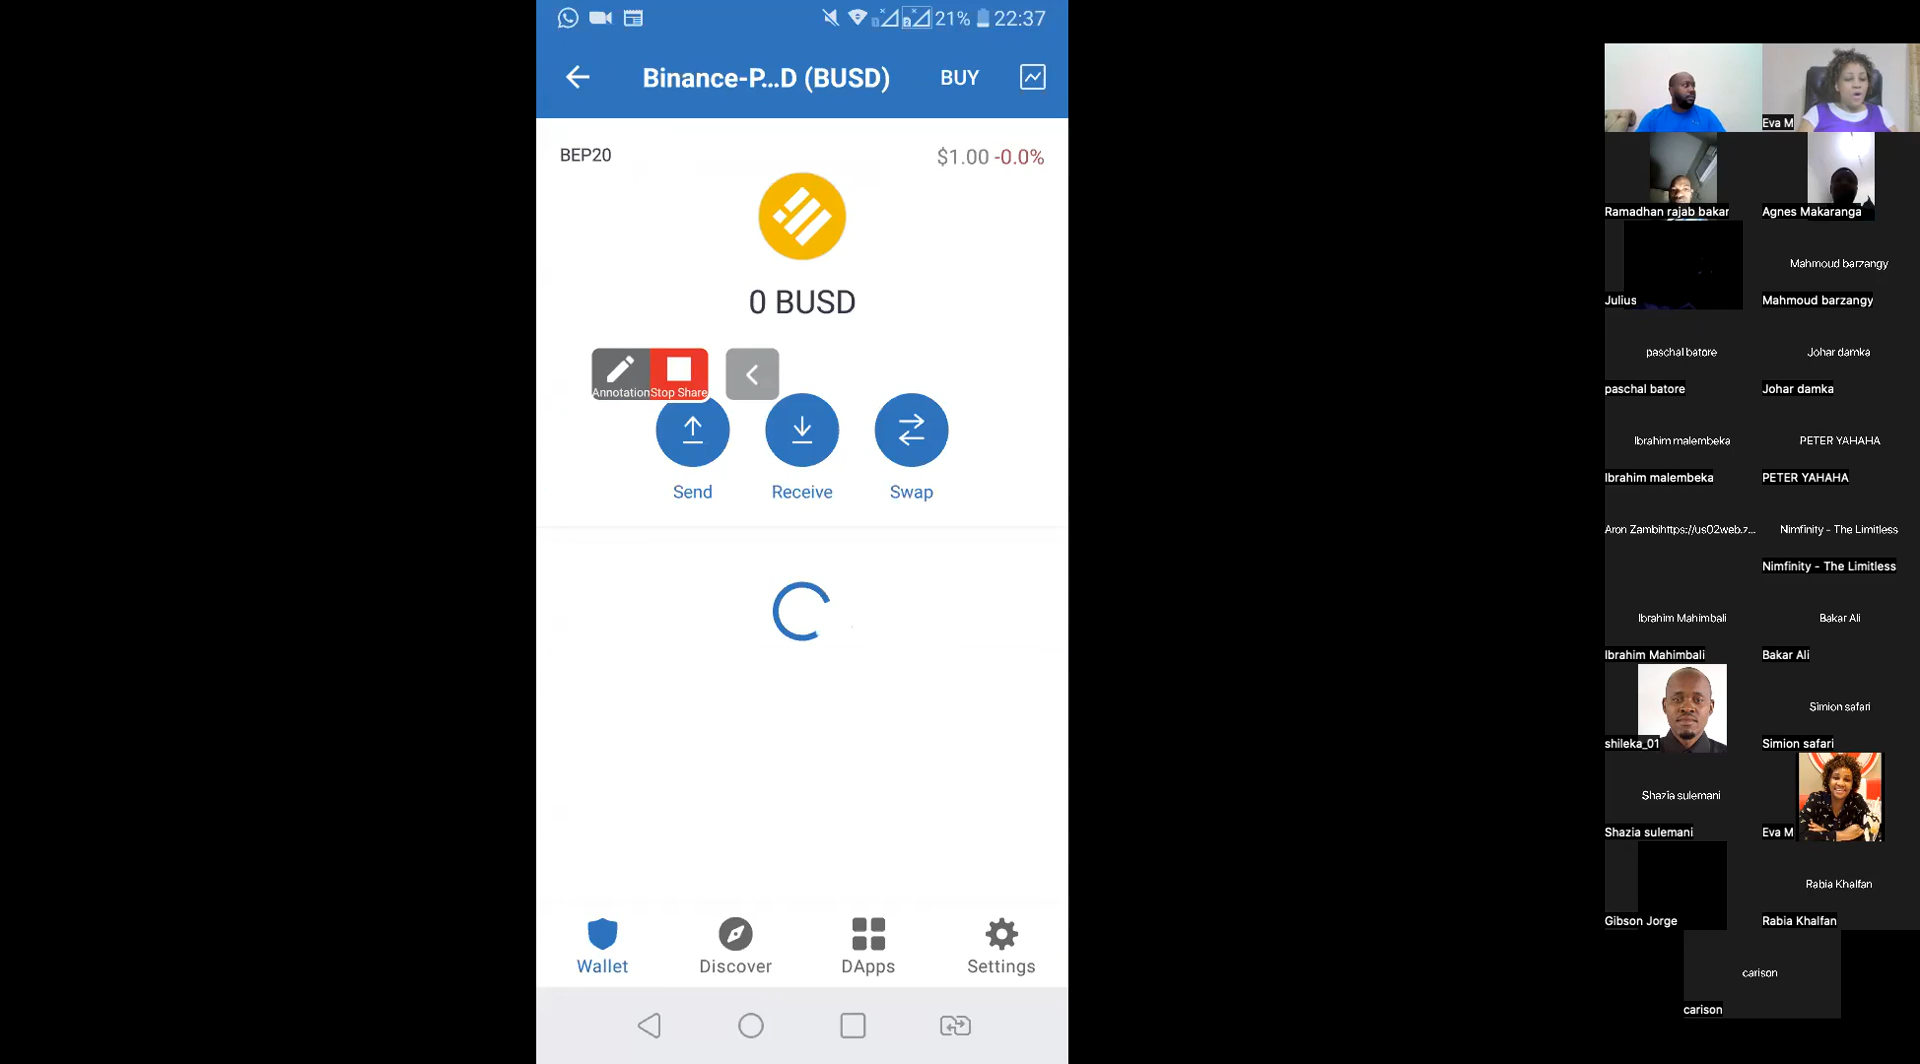 21% 22:37
Binance-P...D (BUSD) BUY
BEP20 $1.00 -0.0%
0 BUSD
Annotation Stop Share
Send Receive Swap
Wallet Discover DApps Settings
Eva M
Ramadhan rajab bakar Agnes Makaranga
Mahmoud barzangy
Julius Mahmoud barzangy
paschal batore Johar damka
paschal batore Johar damka
Ibrahim malembeka PETER YAHAHA
Ibrahim malembeka PETER YAHAHA
Aron Zambihttps://us02web.z... Nimfinity - The Limitless
Nimfinity - The Limitless
Ibrahim Mahimbali Bakar Ali
Ibrahim Mahimbali Bakar Ali
Simion safari
shileka_01 Simion safari
Shazia sulemani
Shazia sulemani Eva M
Rabia Khalfan
Gibson Jorge Rabia Khalfan
carison
carison